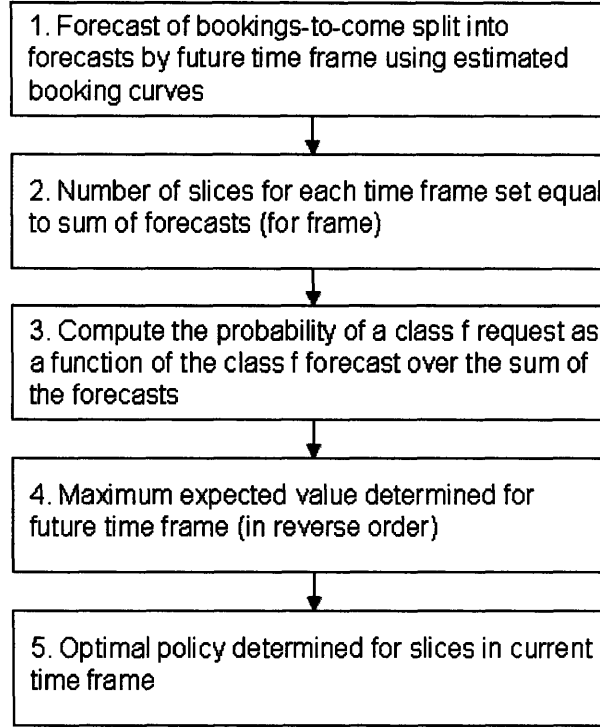 1. Forecast of bookings-to-come split into
forecasts by future time frame using estimated
booking curves
2. Number of slices for each time frame set equal
to sum of forecasts (for frame)
3. Compute the probability of a class f request as
a function of the class f forecast over the sum of
the forecasts
4. Maximum expected value determined for
future time frame (in reverse order)
5. Optimal policy determined for slices in current
time frame